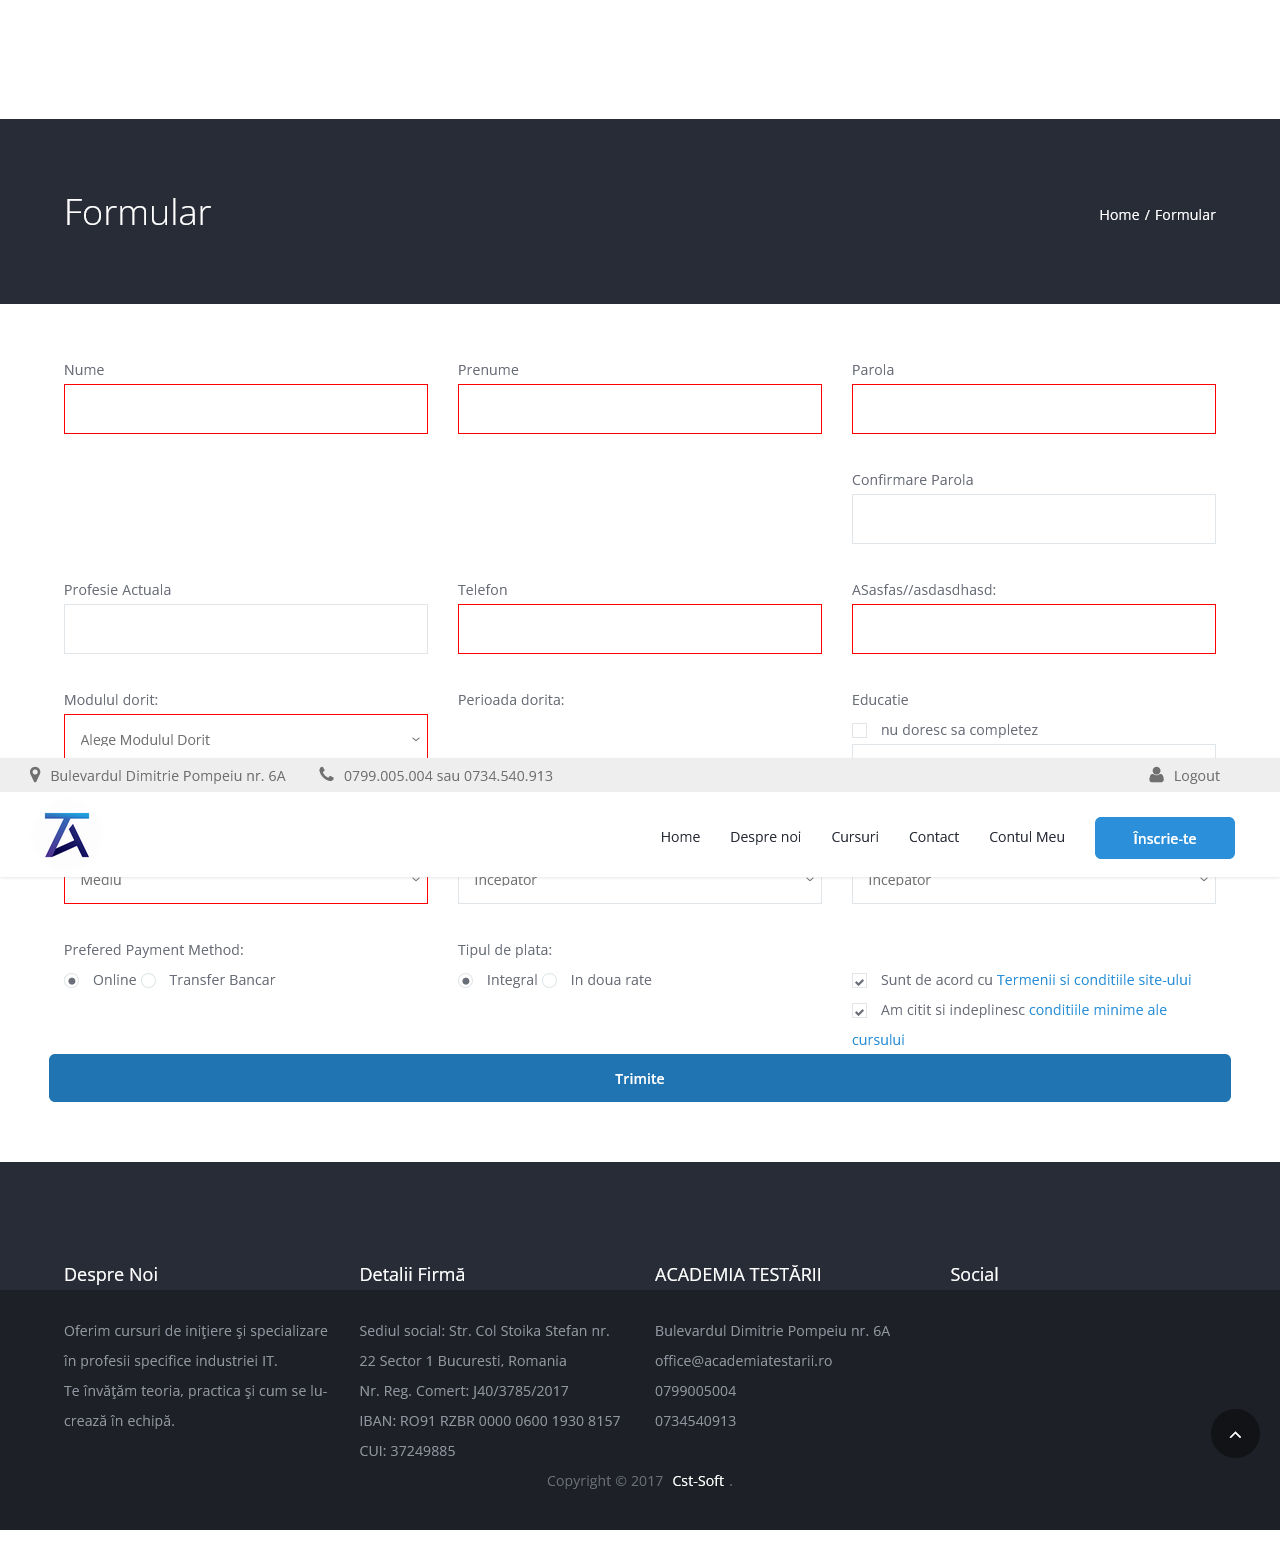 Formular
Home / Formular
Nume
Prenume
Parola
Confirmare Parola
Profesie Actuala
Telefon
ASasfas//asdasdhasd:
Modulul dorit:
Perioada dorita:
Educatie
nu doresc sa completez
Alege Modulul Dorit
Bulevardul Dimitrie Pompeiu nr. 6A
0799.005.004 sau 0734.540.913
Logout
Home
Despre noi
Cursuri
Contact
Contul Meu
Înscrie-te
Mediu
Incepator
Incepator
Prefered Payment Method:
Online
Transfer Bancar
Tipul de plata:
Integral
In doua rate
Sunt de acord cu Termenii si conditiile site-ului
Am citit si indeplinesc conditiile minime ale
cursului
Trimite
Despre Noi
Oferim cursuri de inițiere și specializare
în profesii specifice industriei IT.
Te învățăm teoria, practica și cum se lu-
crează în echipă.
Detalii Firmă
Sediul social: Str. Col Stoika Stefan nr.
22 Sector 1 Bucuresti, Romania
Nr. Reg. Comert: J40/3785/2017
IBAN: RO91 RZBR 0000 0600 1930 8157
CUI: 37249885
ACADEMIA TESTĂRII
Bulevardul Dimitrie Pompeiu nr. 6A
office@academiatestarii.ro
0799005004
0734540913
Social
Copyright © 2017 Cst-Soft .